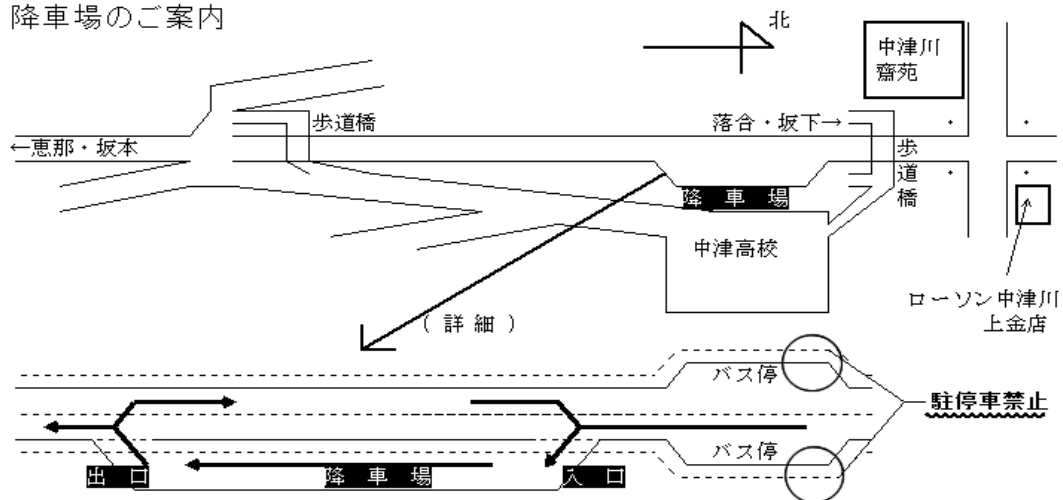 降車場のご案内
北
中津川
齋苑
歩道橋
落合・坂下→
←恵那・坂本
歩道橋
降車場
中津高校
ローソン中津川
上金店
(詳細)
バス停
駐停車禁止
バス停
出口
降車場
入口